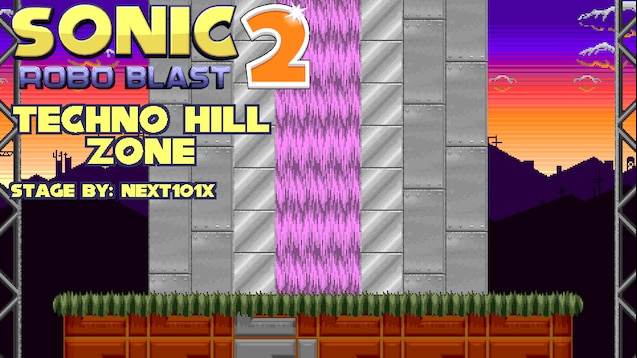 SONIC 2
ROBO BLAST
TECHNO HILL
ZONE
STAGE BY: NEXT101X